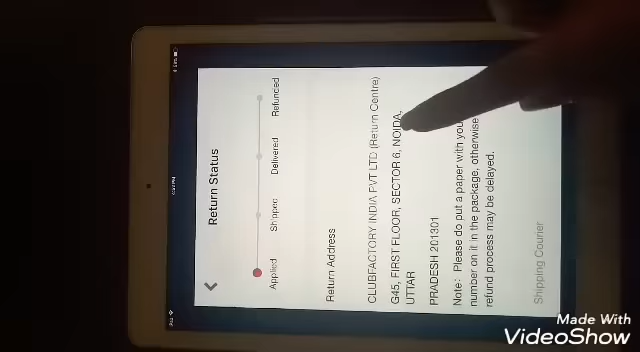 Return Status
Applied
Shipped
Delivered
Refunded
Return Address
CLUBFACTORY INDIA PVT LTD (Return Centre)
G45, FIRST FLOOR, SECTOR 6, NOIDA,
UTTAR
PRADESH 201301
Note: Please do put a paper with
number on it in the package, otherwise
refund process may be delayed.
Shipping Courier
Made With
VideoShow